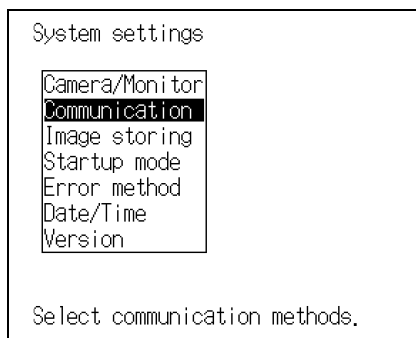 System settings
Camera/Monitor
Communication
Image storing
Startup mode
Error method
Date/Time
Version
Select communication methods.